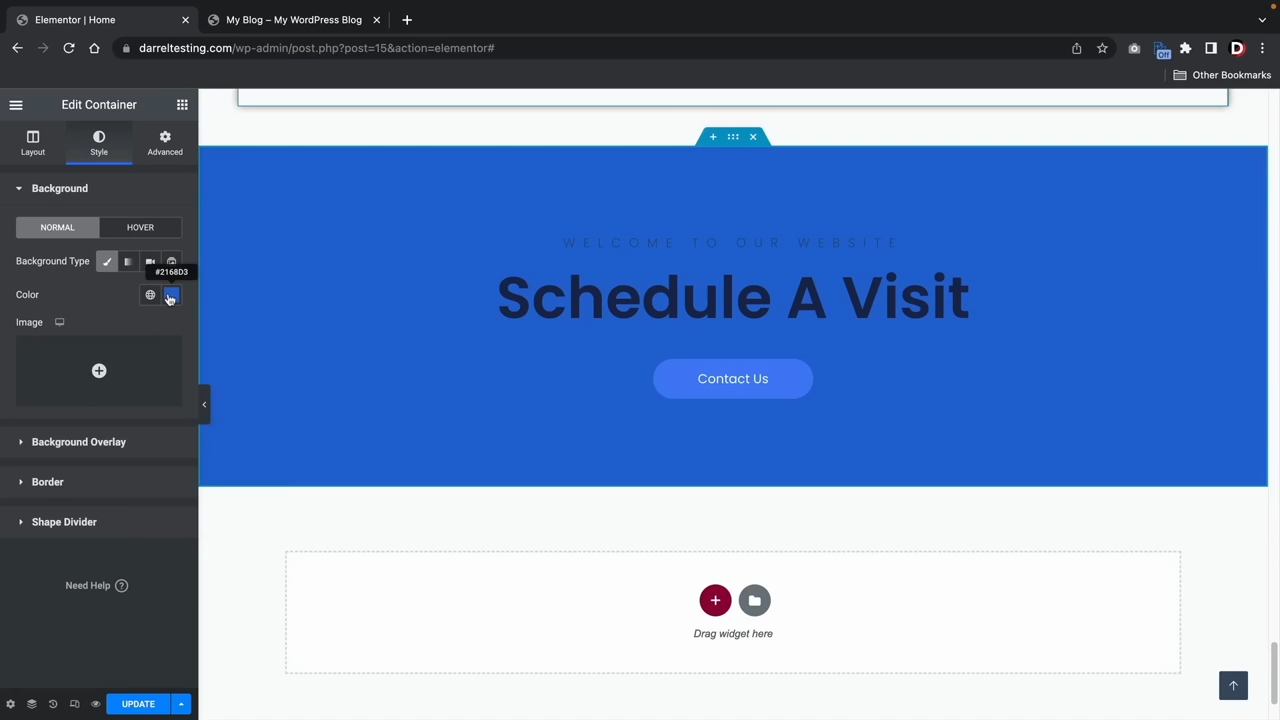 Elementor | Home
My Blog – My WordPress Blog
darreltesting.com/wp-admin/post.php?post=15&action=elementor#
Off
D
Other Bookmarks
Edit Container
Layout
Style
Advanced
Background
NORMAL
HOVER
Background Type
#2168D3
Color
Image
Background Overlay
Border
Shape Divider
Need Help ?
UPDATE
WELCOME TO OUR WEBSITE
Schedule A Visit
Contact Us
Drag widget here